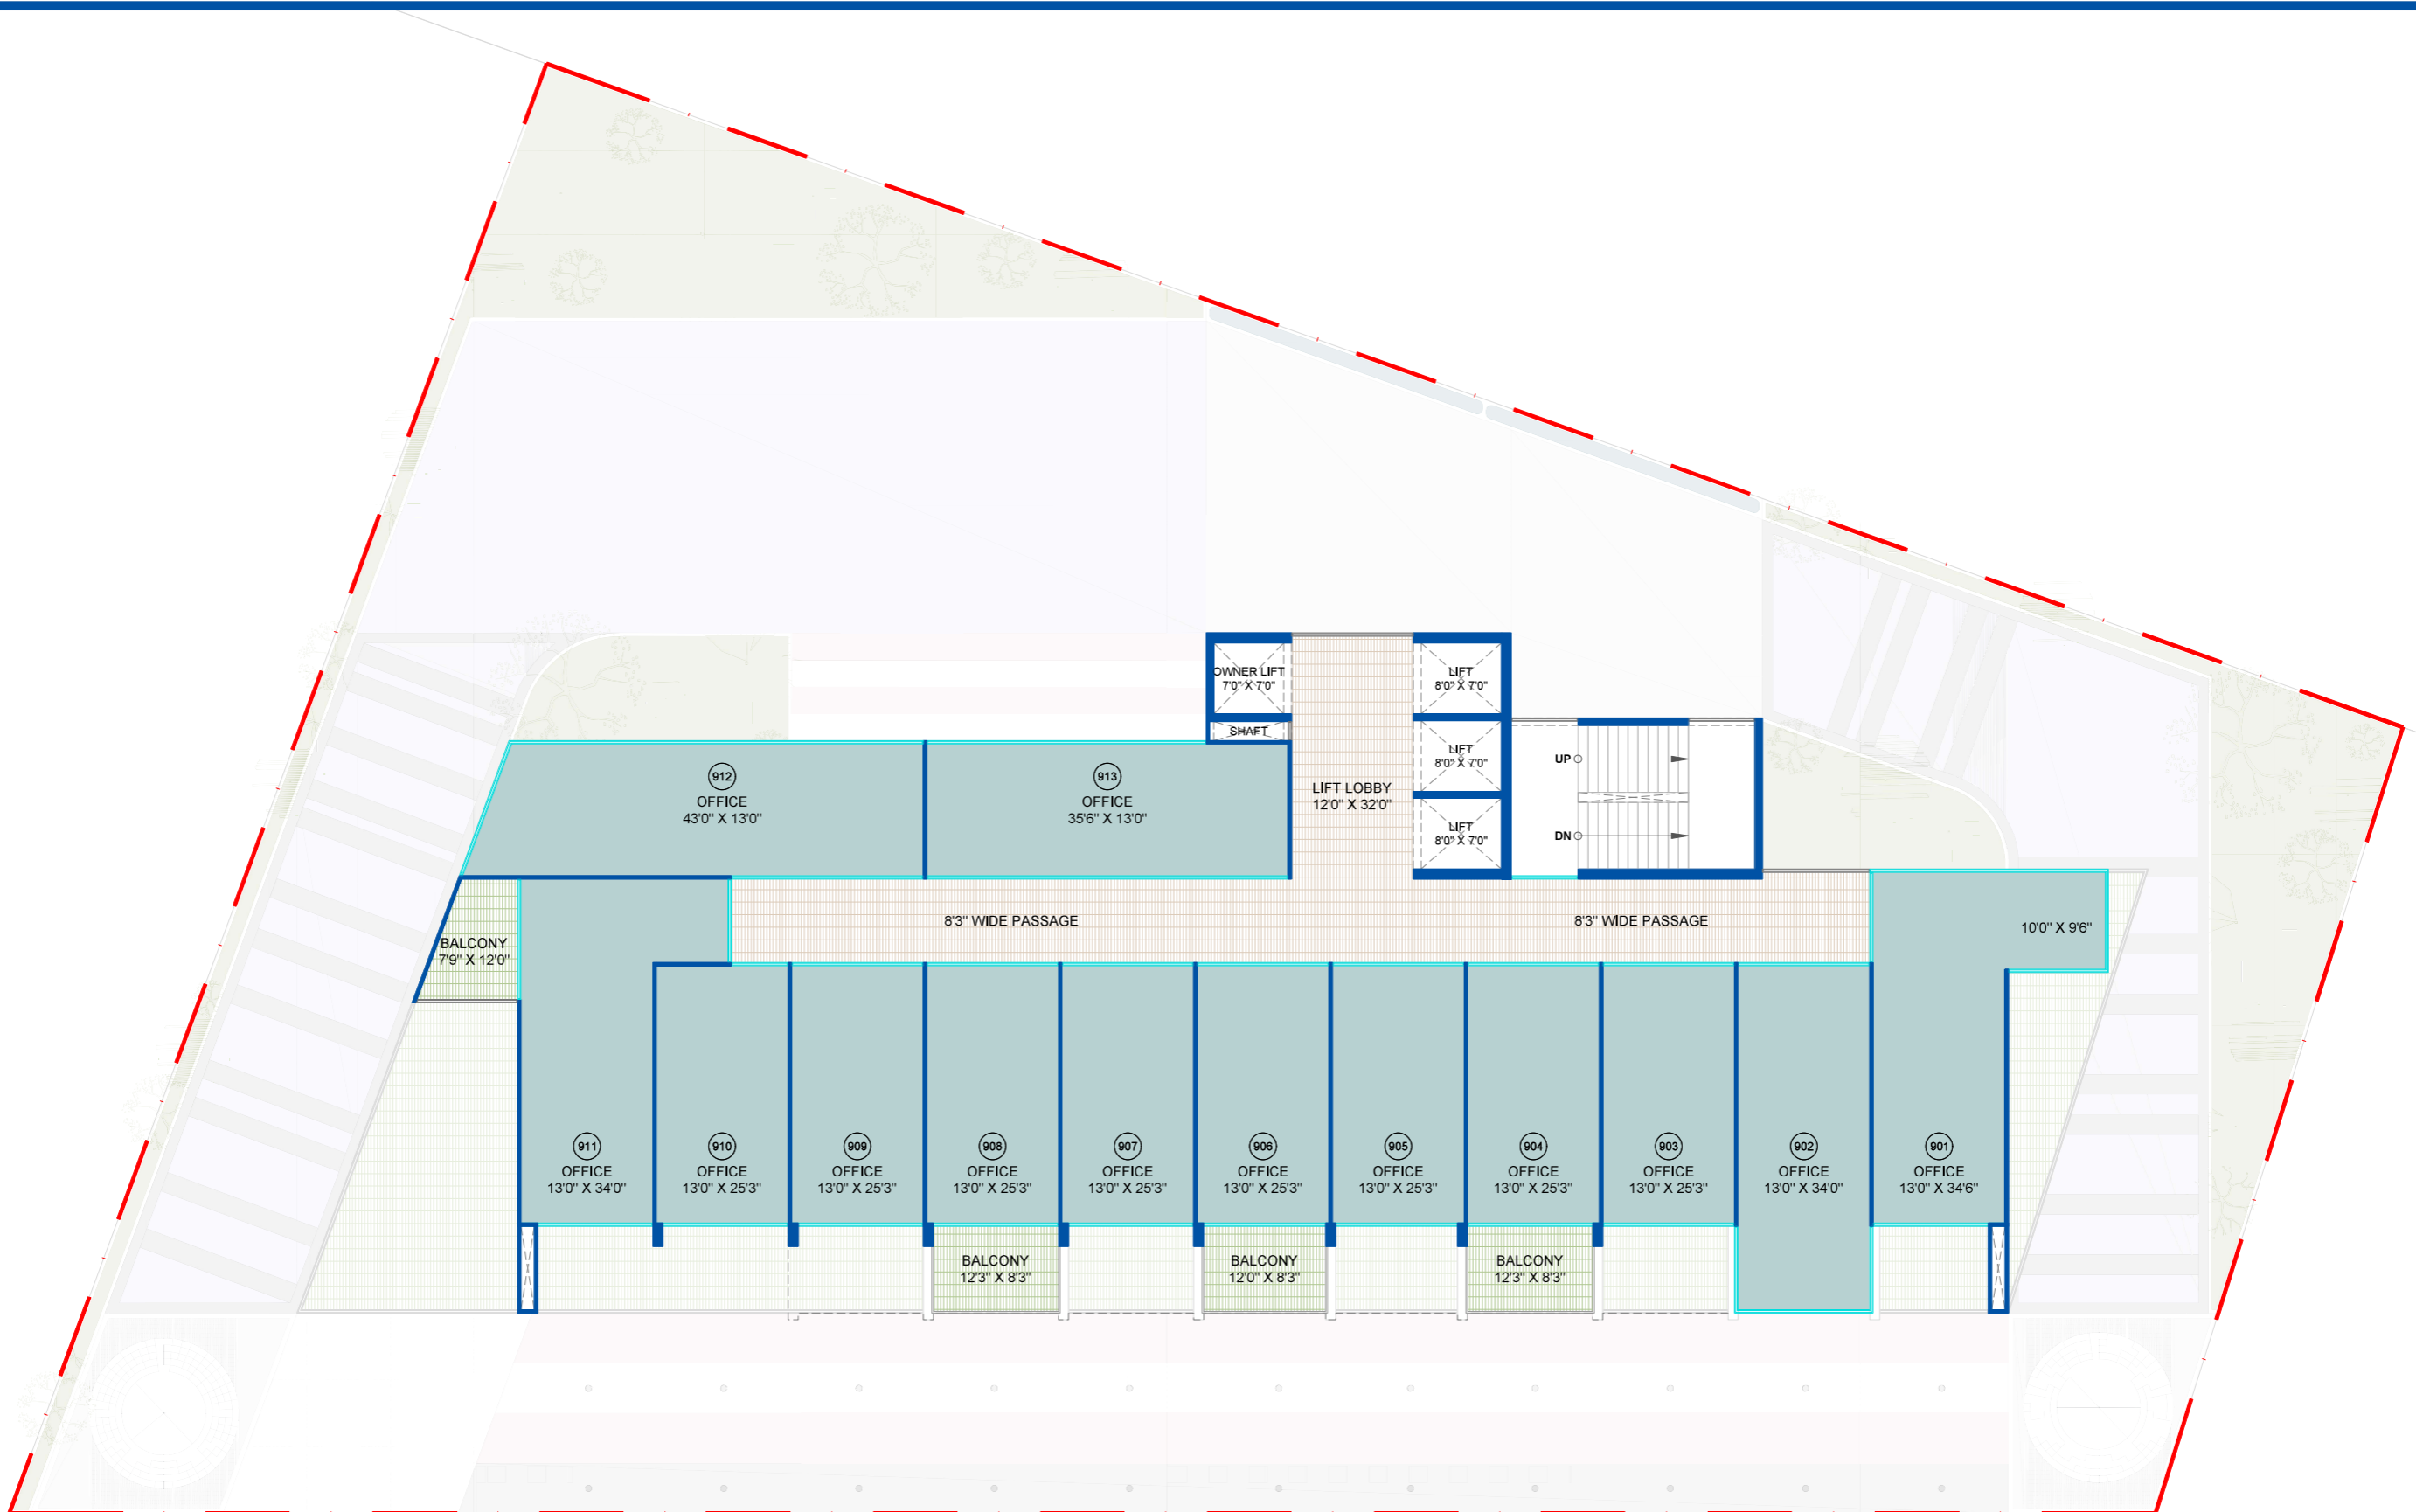 OWNER LIFT
7'0" X 7'0"
LIFT
8'0" X 7'0"
SHAFT
LIFT
8'0" X 7'0"
UP
912
OFFICE
43'0" X 13'0"
913
OFFICE
35'6" X 13'0"
LIFT LOBBY
12'0" X 32'0"
LIFT
8'0" X 7'0"
DN
8'3" WIDE PASSAGE
8'3" WIDE PASSAGE
10'0" X 9'6"
BALCONY
7'9" X 12'0"
911
OFFICE
13'0" X 34'0"
910
OFFICE
13'0" X 25'3"
909
OFFICE
13'0" X 25'3"
908
OFFICE
13'0" X 25'3"
907
OFFICE
13'0" X 25'3"
906
OFFICE
13'0" X 25'3"
905
OFFICE
13'0" X 25'3"
904
OFFICE
13'0" X 25'3"
903
OFFICE
13'0" X 25'3"
902
OFFICE
13'0" X 34'0"
901
OFFICE
13'0" X 34'6"
BALCONY
12'3" X 8'3"
BALCONY
12'0" X 8'3"
BALCONY
12'3" X 8'3"